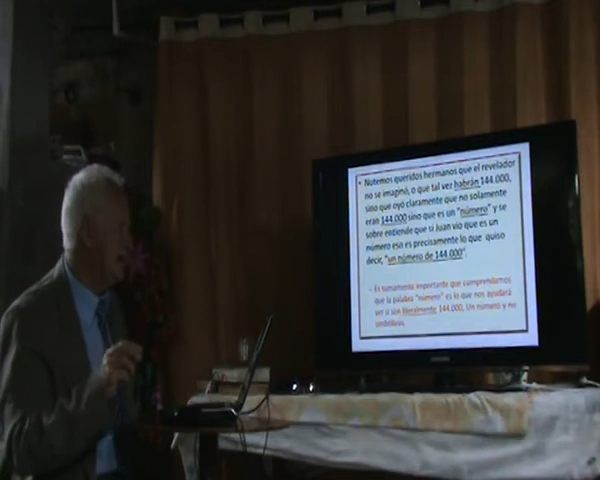 • Notemos queridos hermanos que el revelador
no se imaginó, o que tal ver habrán 144.000,
sino que oyó claramente que no solamente
eran 144.000 sino que es un "número" y se
sobre entiende que si Juan vio que es un
número eso es precisamente lo que quiso
decir, "un número de 144.000".
– Es sumamente importante que comprendamos
que la palabra "número" es lo que nos ayudará
ver si son literalmente 144.000, Un número y no
simbólicos.